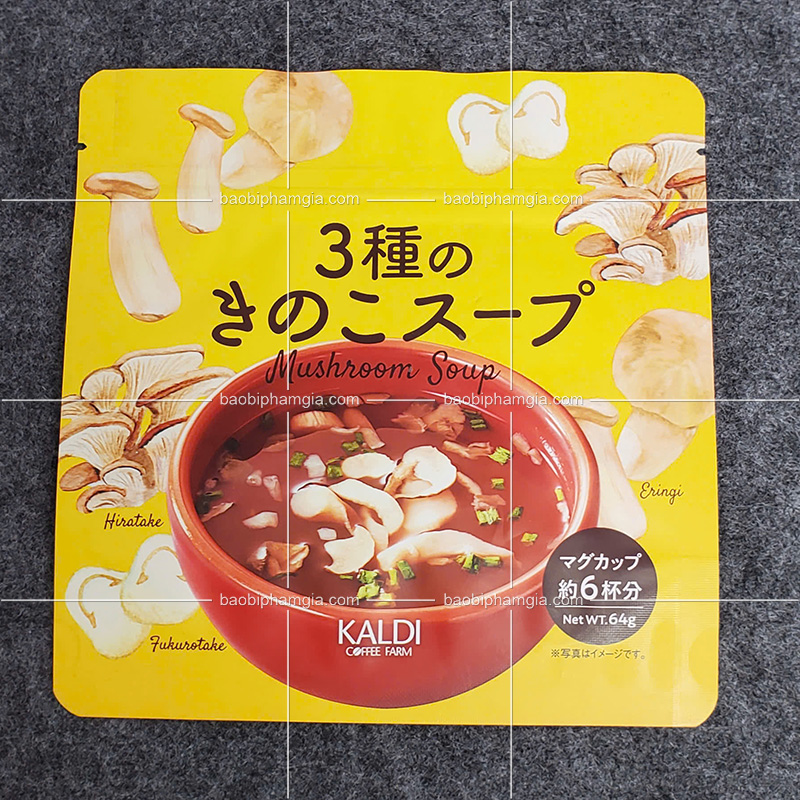 baobiphamgia.com
baobiphamgia.com
3種の
きのこスープ
Mushroom Soup
baobiphamgia.com
baobiphamgia.com
Eringi
Hiratake
マグカップ
約6杯分
Net WT. 64g
baobiphamgia.com
baobiphamgia.com
KALDI
COFFEE FARM
Fukurotake
※写真はイメージです。